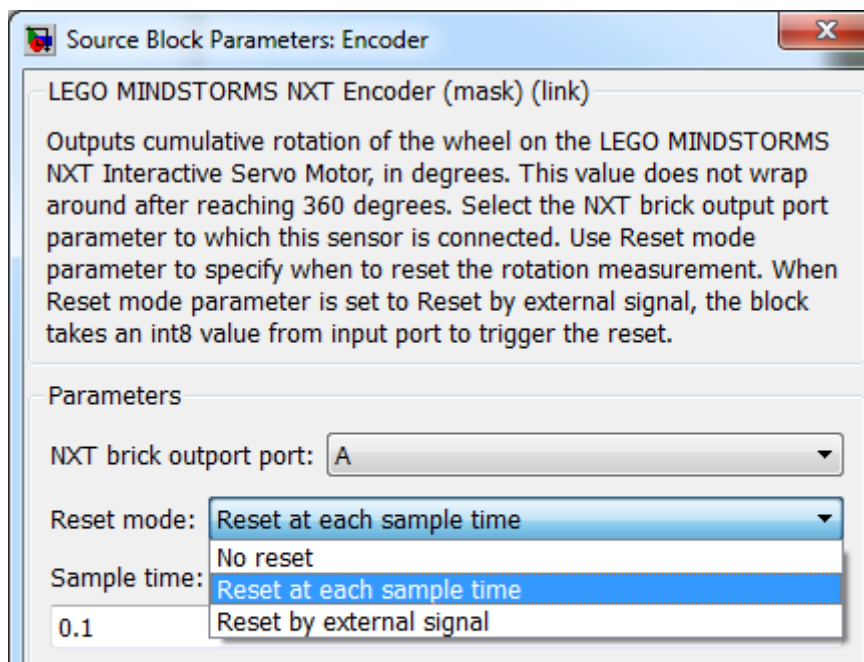 Source Block Parameters: Encoder
LEGO MINDSTORMS NXT Encoder (mask) (link)
Outputs cumulative rotation of the wheel on the LEGO MINDSTORMS
NXT Interactive Servo Motor, in degrees. This value does not wrap
around after reaching 360 degrees. Select the NXT brick output port
parameter to which this sensor is connected. Use Reset mode
parameter to specify when to reset the rotation measurement. When
Reset mode parameter is set to Reset by external signal, the block
takes an int8 value from input port to trigger the reset.
Parameters
NXT brick outport port: A
Reset mode: Reset at each sample time
No reset
Sample time: Reset at each sample time
0.1 Reset by external signal